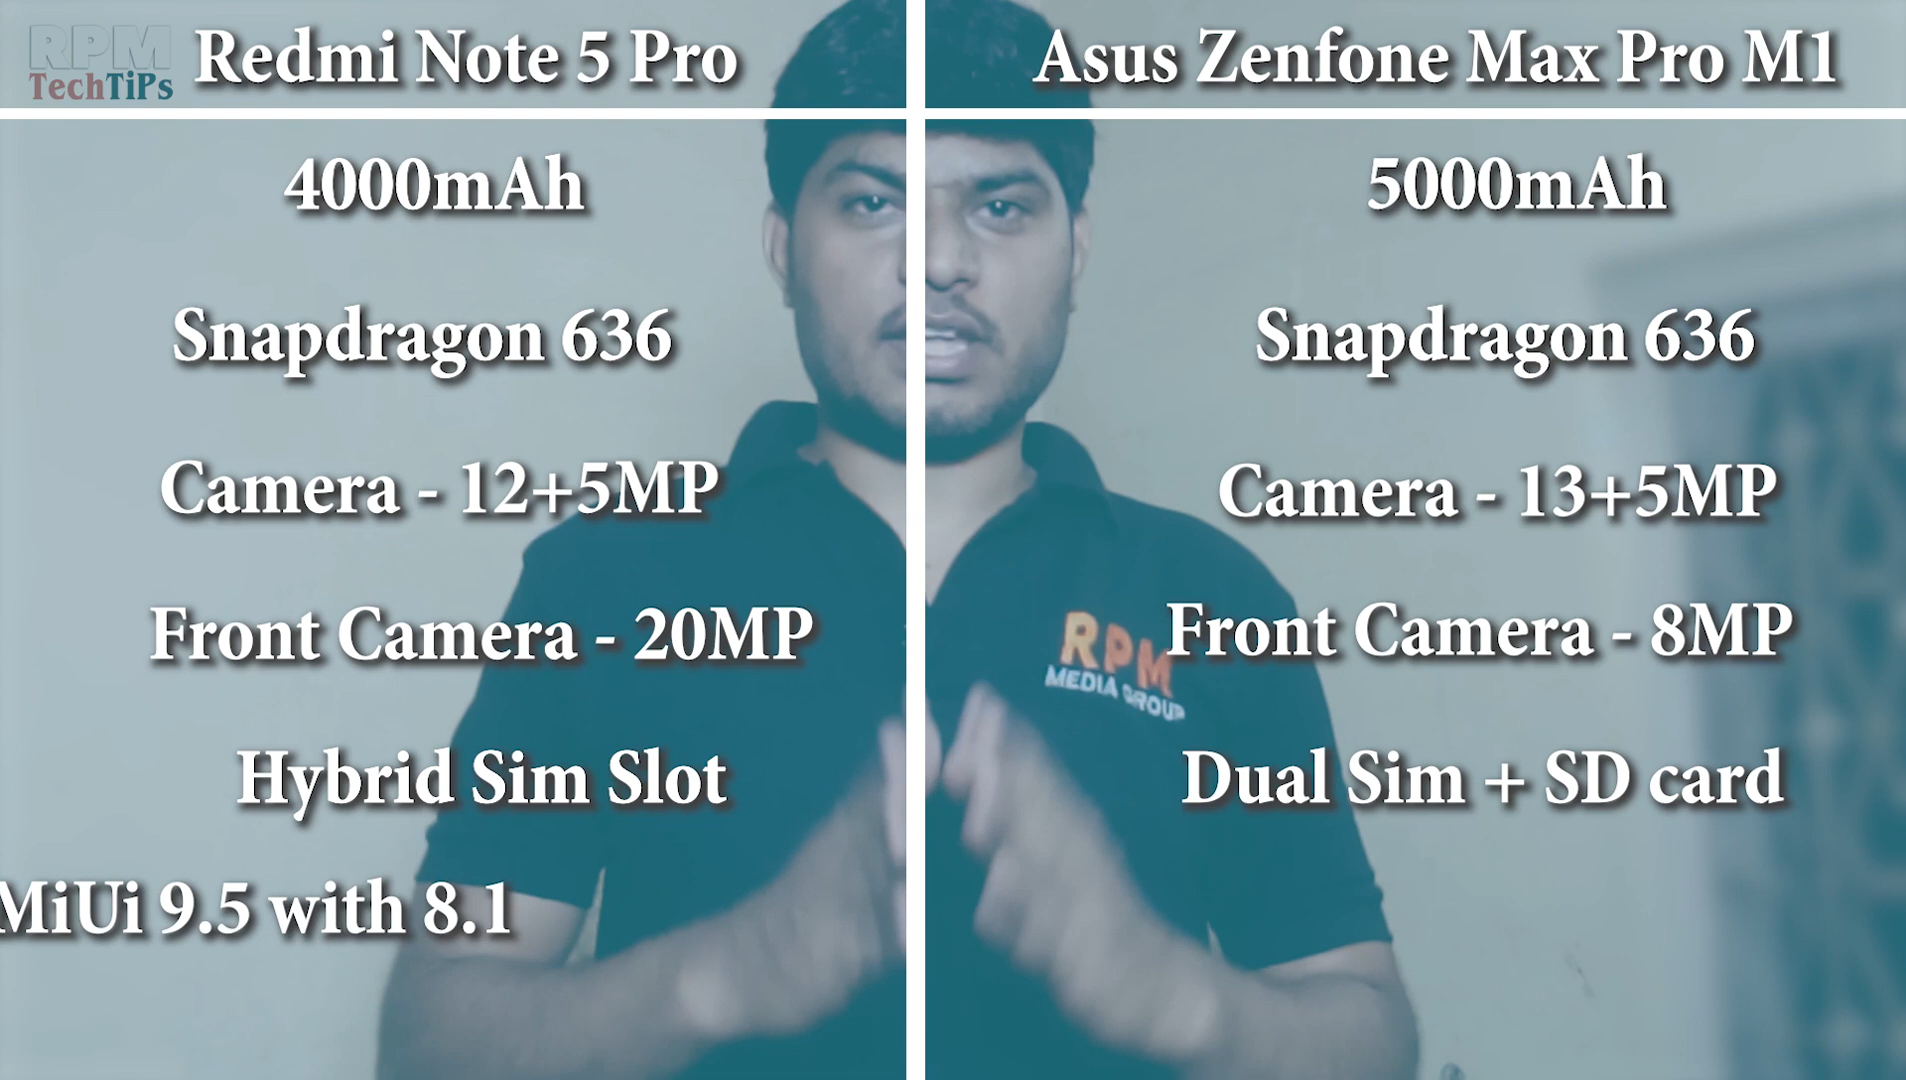 RPM
TechTiPs
Redmi Note 5 Pro
Asus Zenfone Max Pro M1
4000mAh
5000mAh
Snapdragon 636
Snapdragon 636
Camera - 12+5MP
Camera - 13+5MP
Front Camera - 20MP
Front Camera - 8MP
RPM
MEDIA GROUP
Hybrid Sim Slot
Dual Sim + SD card
MiUi 9.5 with 8.1